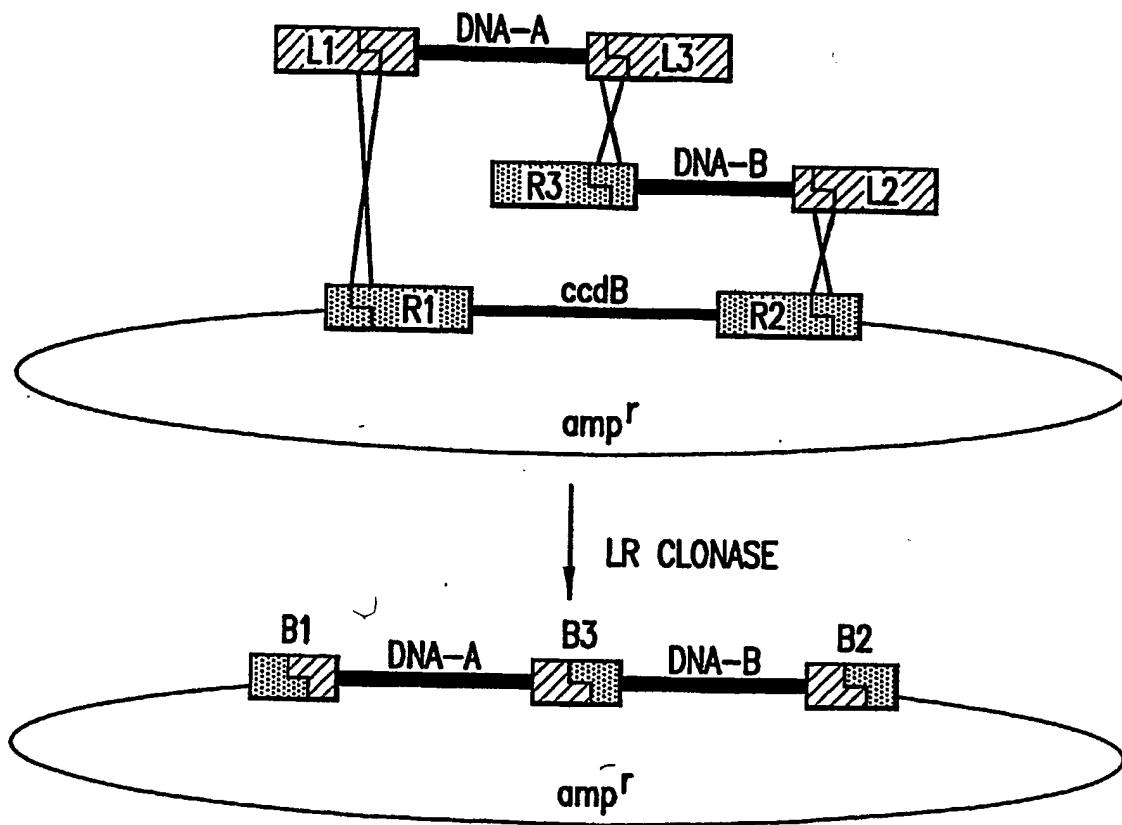 DNA-A
L1
L3
DNA-B
R3
L2
ccdB
R1
R2
amp^r
LR CLONASE
B1
DNA-A
B3
DNA-B
B2
amp^r